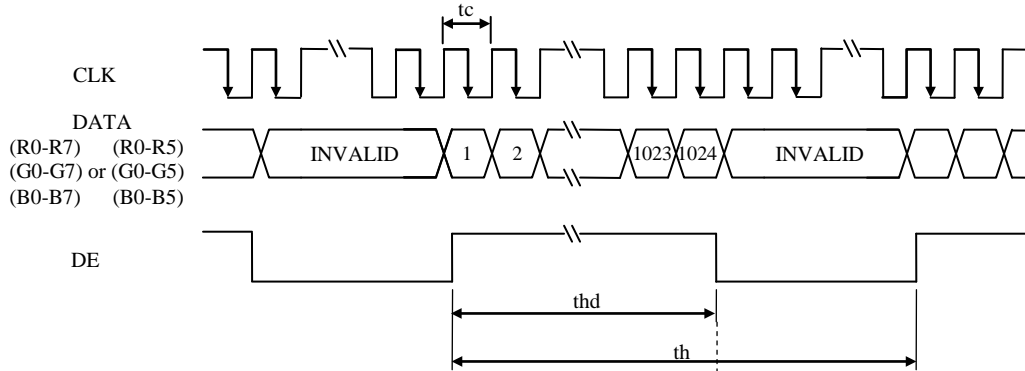 tc
CLK
DATA
(R0-R7) (R0-R5)
(G0-G7) or (G0-G5)
(B0-B7) (B0-B5)
INVALID 1 2 1023 1024 INVALID
DE
thd
th